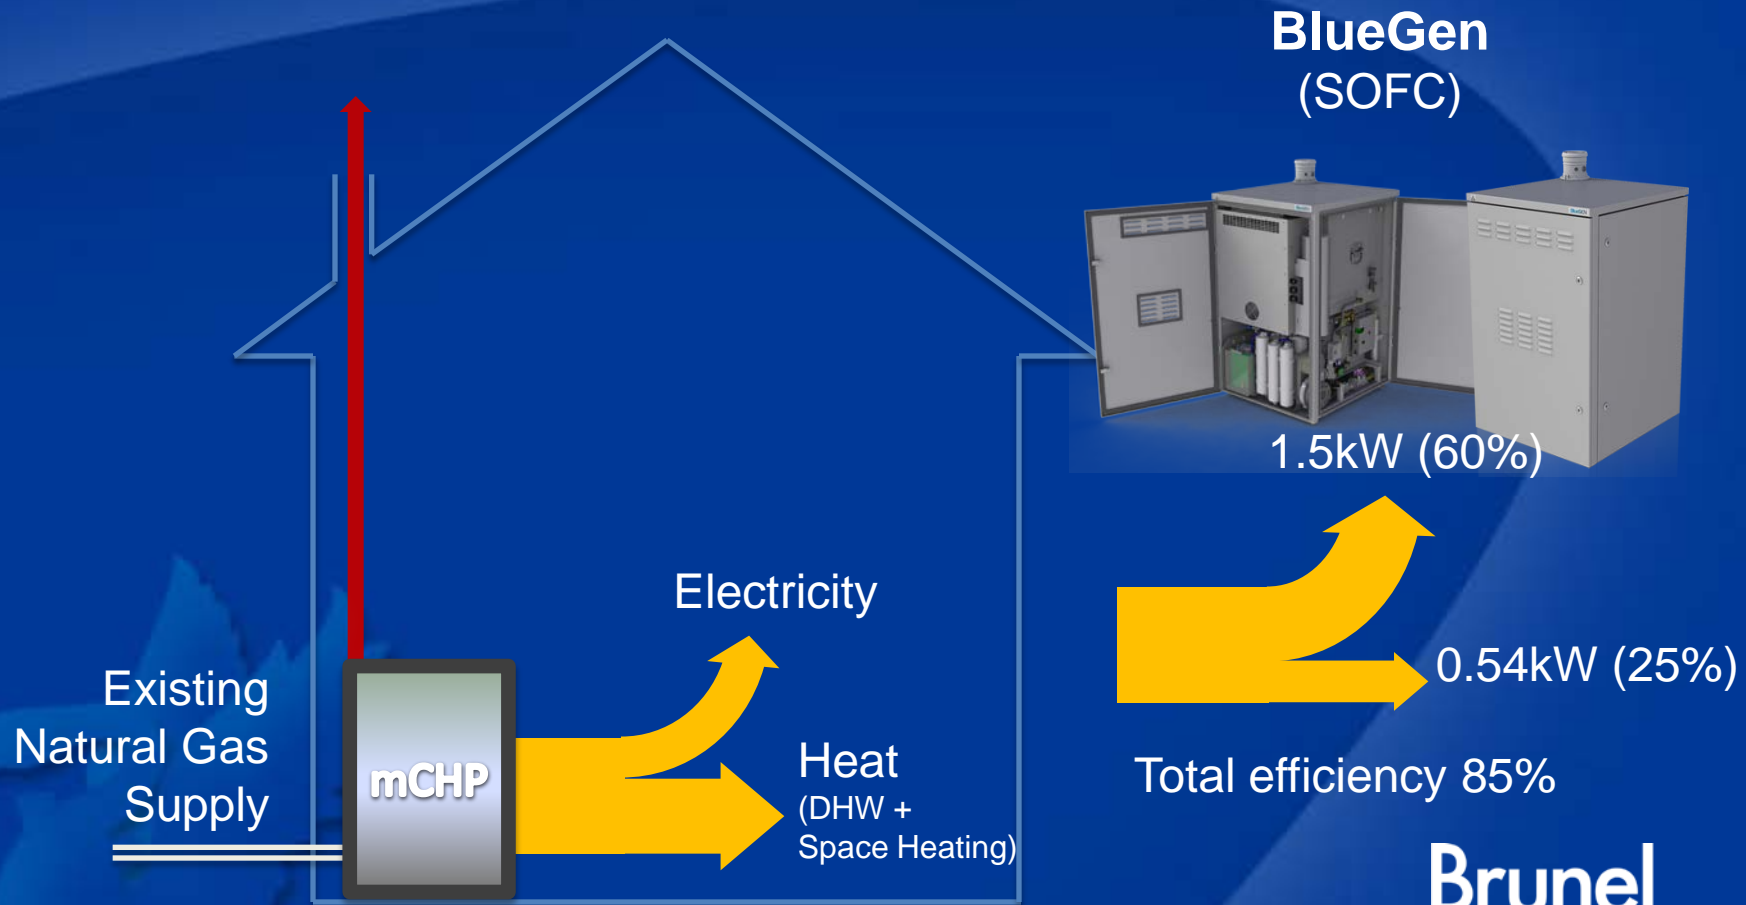 BlueGen
(SOFC)
1.5kW (60%)
Electricity
0.54kW (25%)
Existing
Natural Gas
Supply
mCHP
Heat
(DHW +
Space Heating)
Total efficiency 85%
Brunel